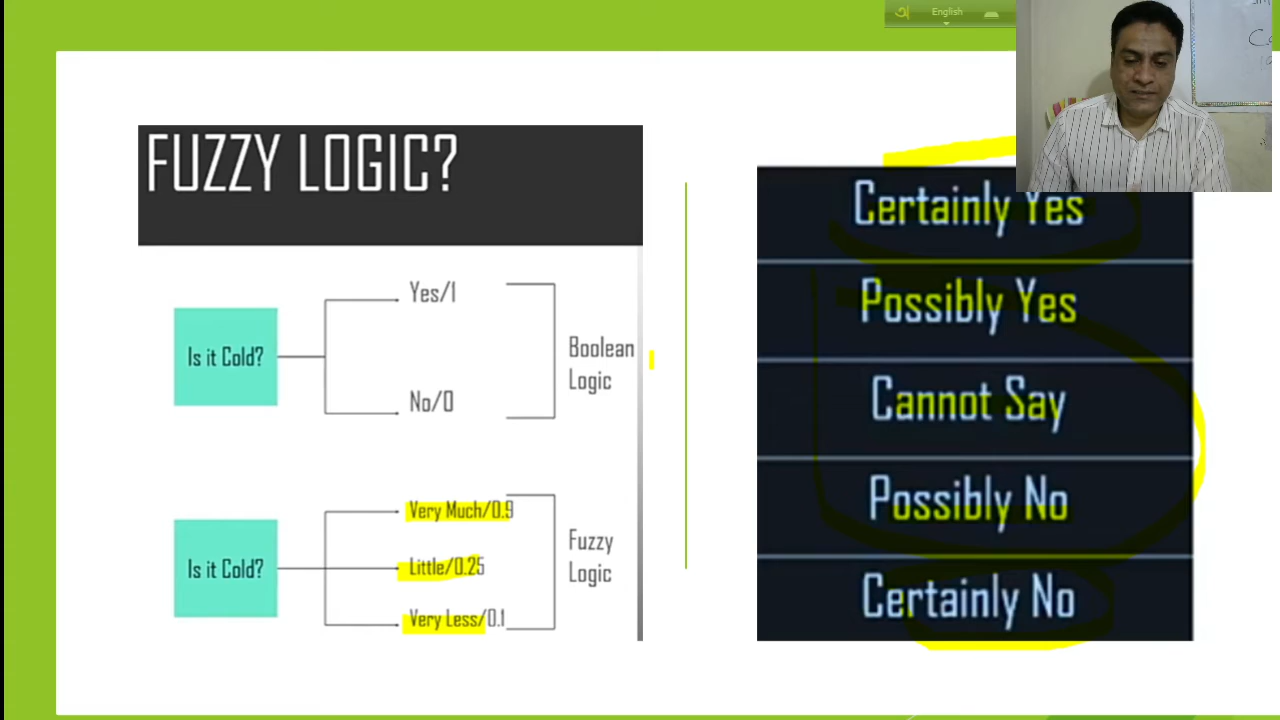 অ English
FUZZY LOGIC?
Is it Cold?
Yes/1
No/0
Boolean
Logic
Is it Cold?
Very Much/0.9
Little/0.25
Very Less/0.1
Fuzzy
Logic
Certainly Yes
Possibly Yes
Cannot Say
Possibly No
Certainly No